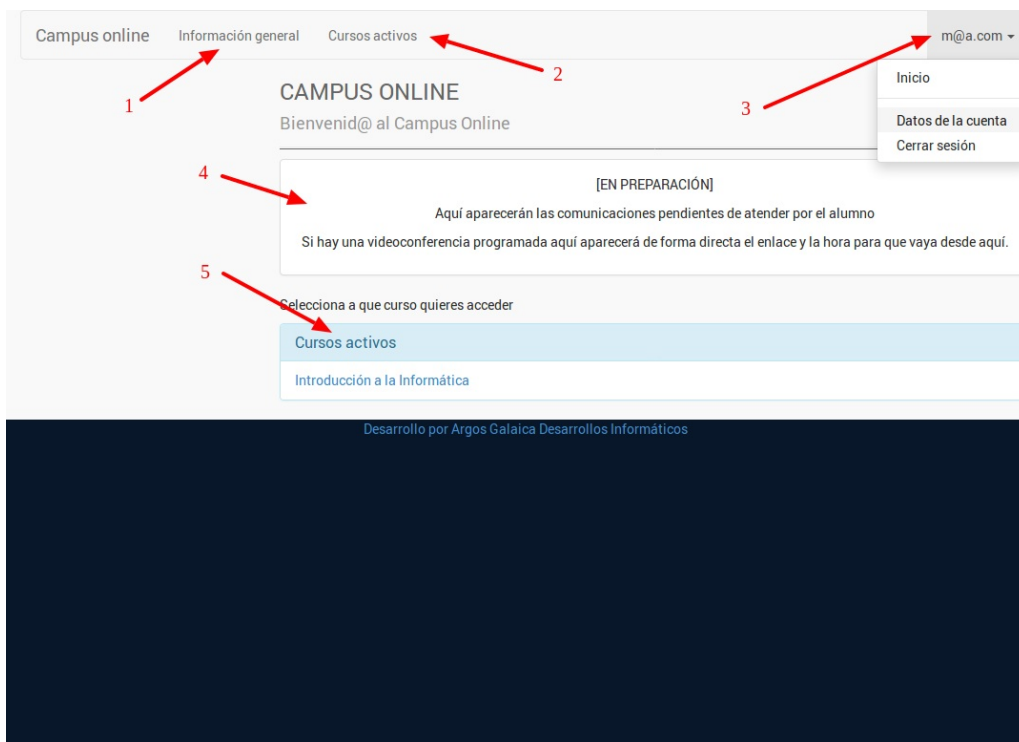 Campus online Información general Cursos activos m@a.com
1
2
3
Inicio
Datos de la cuenta
Cerrar sesión
CAMPUS ONLINE
Bienvenid@ al Campus Online
4
[EN PREPARACIÓN]
Aquí aparecerán las comunicaciones pendientes de atender por el alumno
Si hay una videoconferencia programada aquí aparecerá de forma directa el enlace y la hora para que vaya desde aquí.
5
Selecciona a que curso quieres acceder
Cursos activos
Introducción a la Informática
Desarrollo por Argos Galaica Desarrollos Informáticos